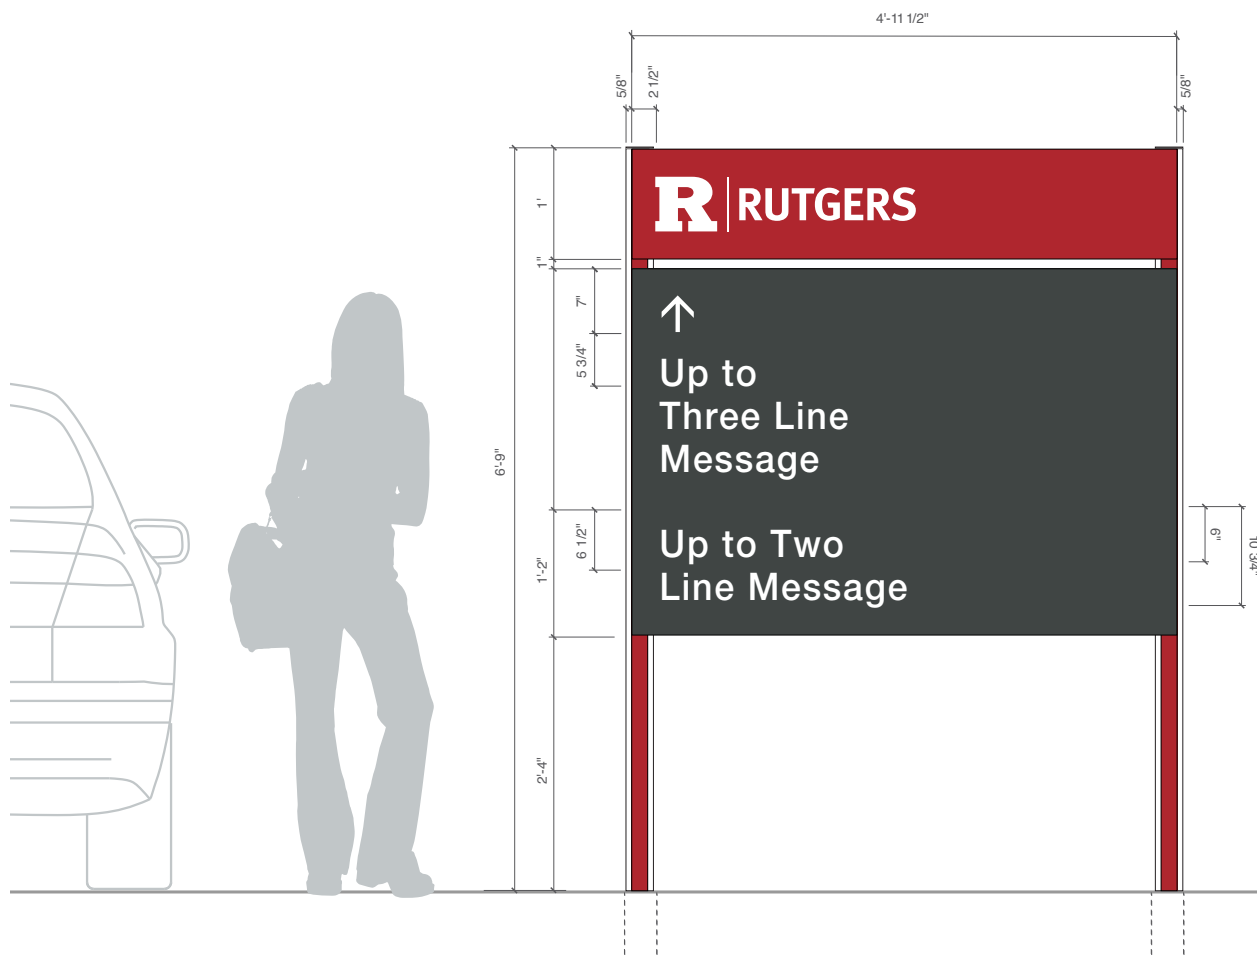 4'-11 1/2"
5/8"
2 1/2"
5/8"
R RUTGERS
1'
1"
7"
5 3/4"
6'-9"
6 1/2"
1'-2"
2'-4"
↑
Up to
Three Line
Message
Up to Two
Line Message
6"
10 3/4"